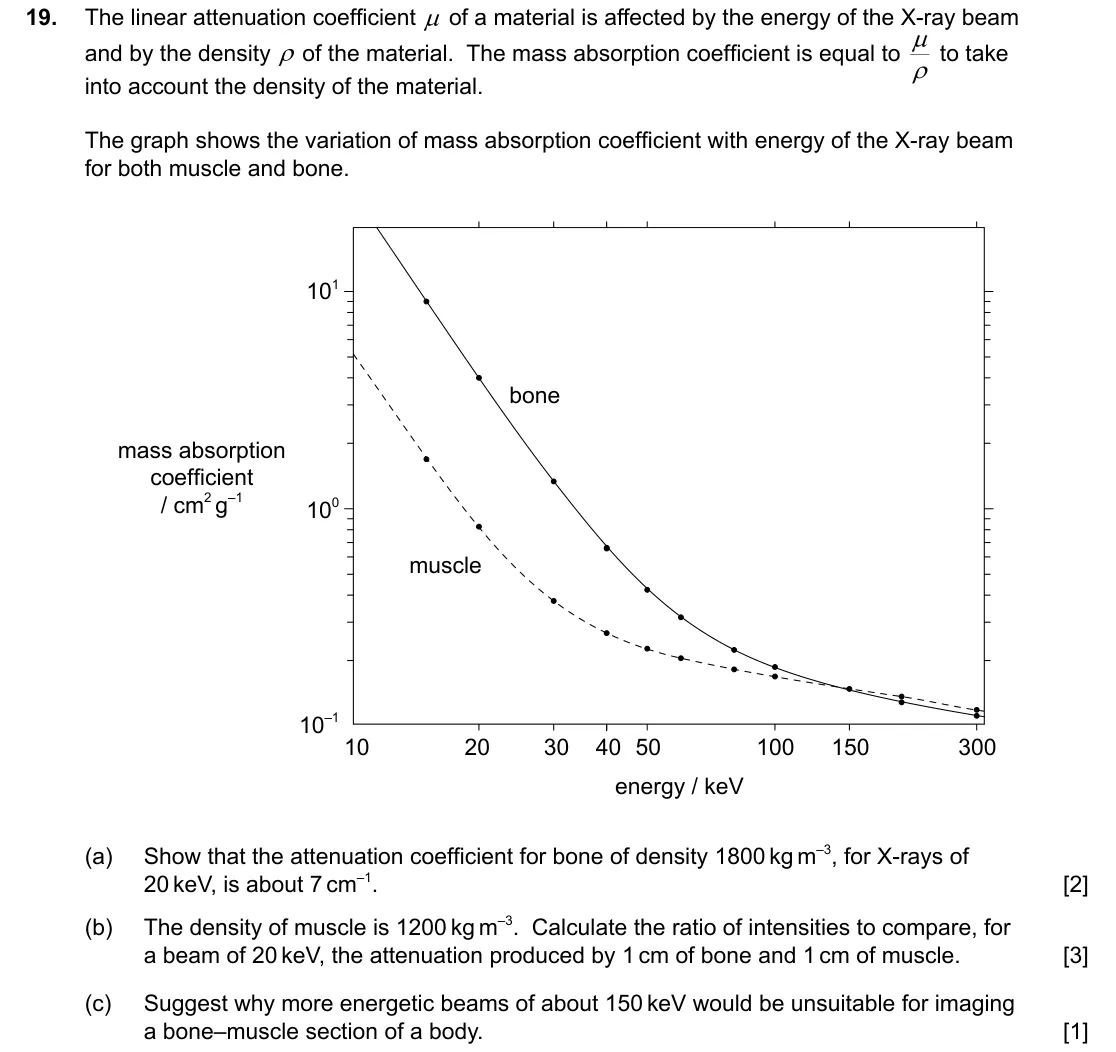 19. The linear attenuation coefficient μ of a material is affected by the energy of the X-ray beam
and by the density ρ of the material. The mass absorption coefficient is equal to μ/ρ to take
into account the density of the material.
The graph shows the variation of mass absorption coefficient with energy of the X-ray beam
for both muscle and bone.
10¹
bone
mass absorption
coefficient
/ cm² g⁻¹
10⁰
muscle
10⁻¹
10 20 30 40 50 100 150 300
energy / keV
(a) Show that the attenuation coefficient for bone of density 1800 kg m⁻³, for X-rays of
20 keV, is about 7 cm⁻¹. [2]
(b) The density of muscle is 1200 kg m⁻³. Calculate the ratio of intensities to compare, for
a beam of 20 keV, the attenuation produced by 1 cm of bone and 1 cm of muscle. [3]
(c) Suggest why more energetic beams of about 150 keV would be unsuitable for imaging
a bone–muscle section of a body. [1]